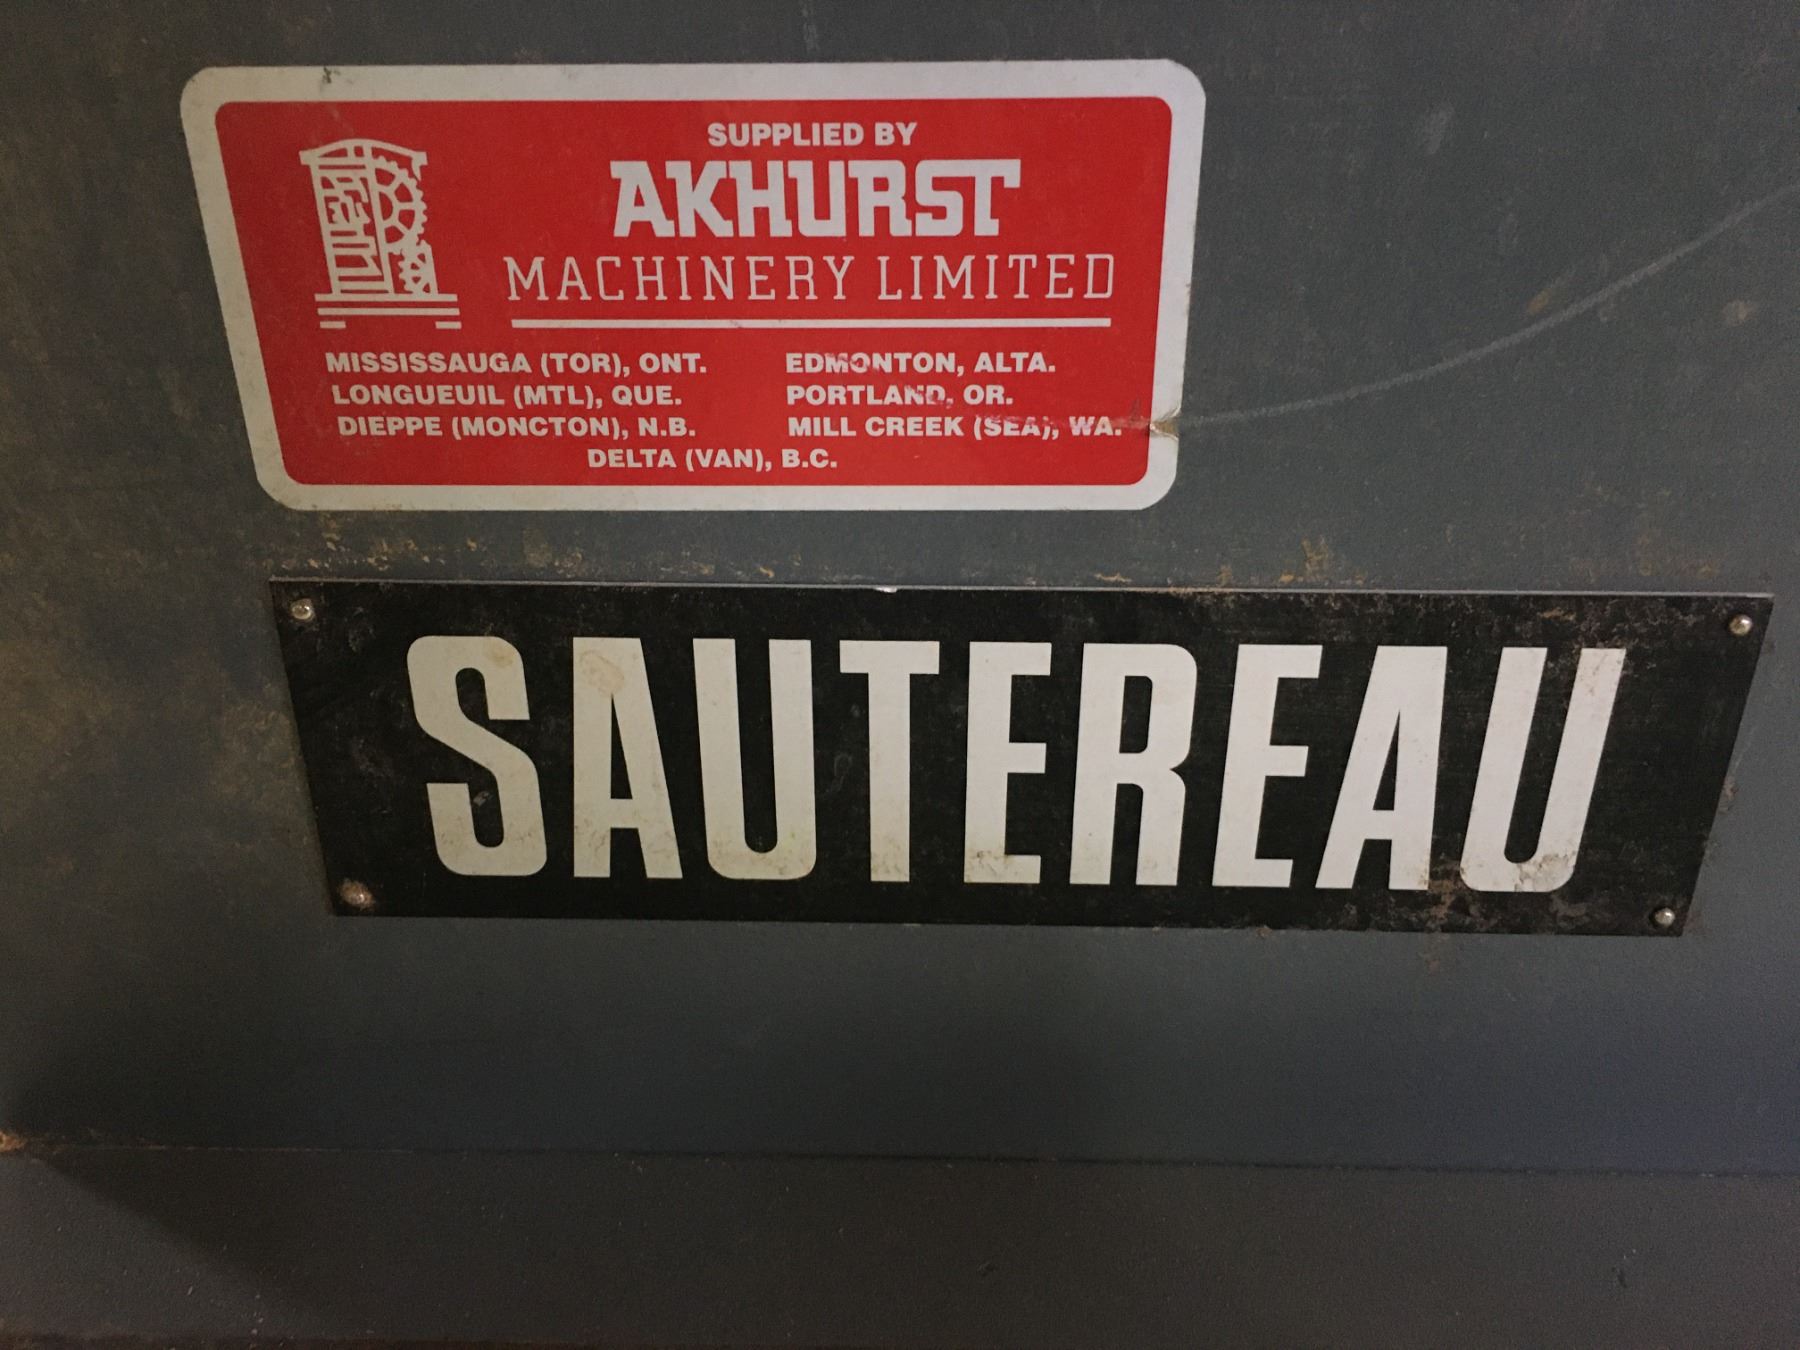 SUPPLIED BY
AKHURST
MACHINERY LIMITED
MISSISSAUGA (TOR), ONT.
LONGUEUIL (MTL), QUE.
DIEPPE (MONCTON), N.B.
EDMONTON, ALTA.
PORTLAND, OR.
MILL CREEK (SEA), WA.
DELTA (VAN), B.C.
SAUTEREAU